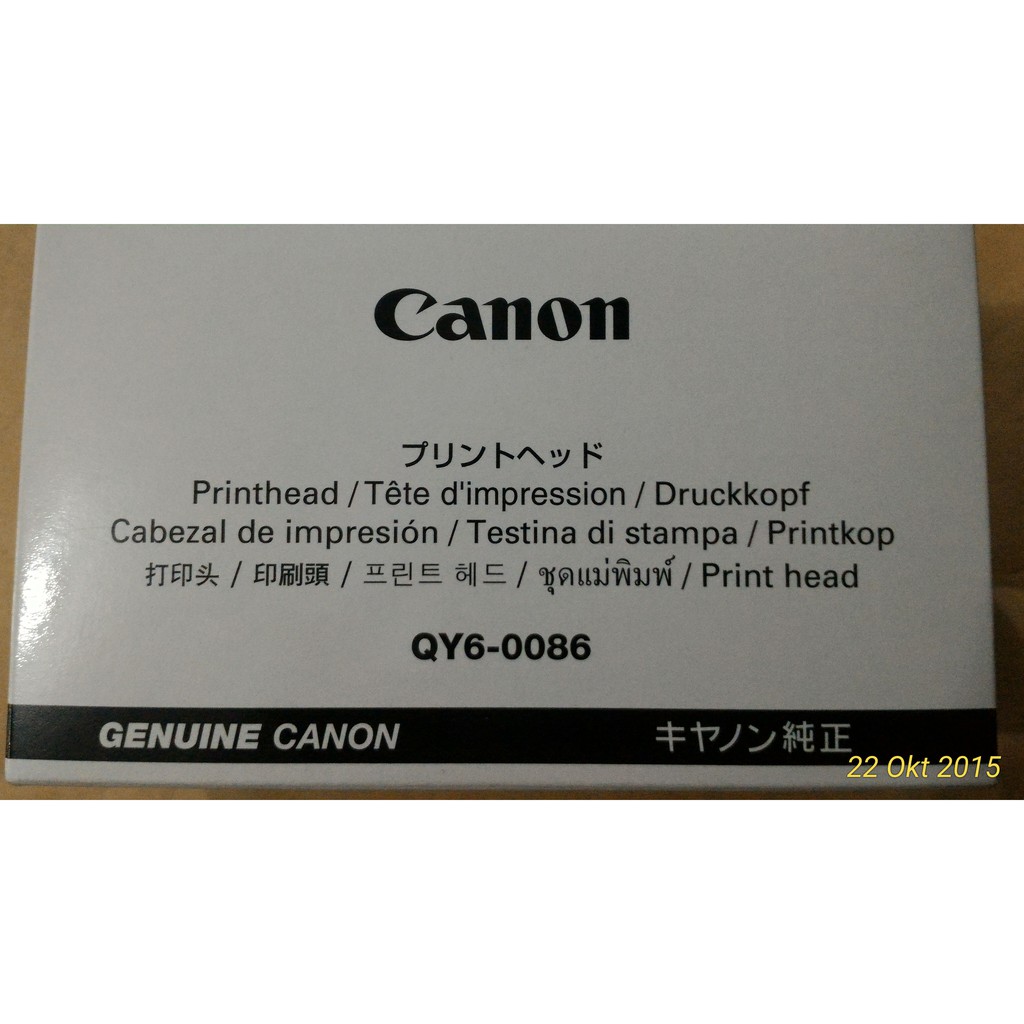 Canon
プリントヘッド
Printhead / Tête d'impression / Druckkopf
Cabezal de impresión / Testina di stampa / Printkop
打印头 / 印刷頭 / 프린트 헤드 / ชุดแม่พิมพ์ / Print head
QY6-0086
GENUINE CANON キヤノン純正
22 Okt 2015